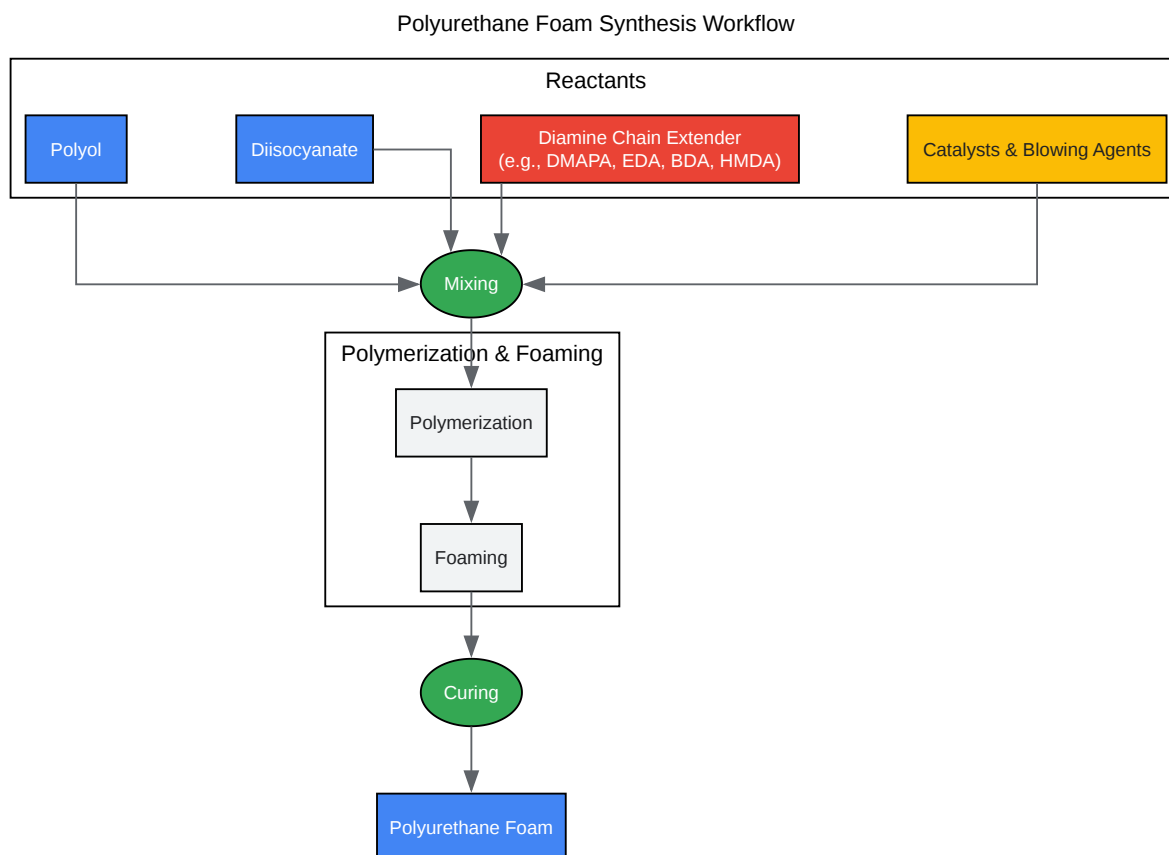 Polyurethane Foam Synthesis Workflow
Reactants
Polyol
Diisocyanate
Diamine Chain Extender
(e.g., DMAPA, EDA, BDA, HMDA)
Catalysts & Blowing Agents
Mixing
Polymerization & Foaming
Polymerization
Foaming
Curing
Polyurethane Foam